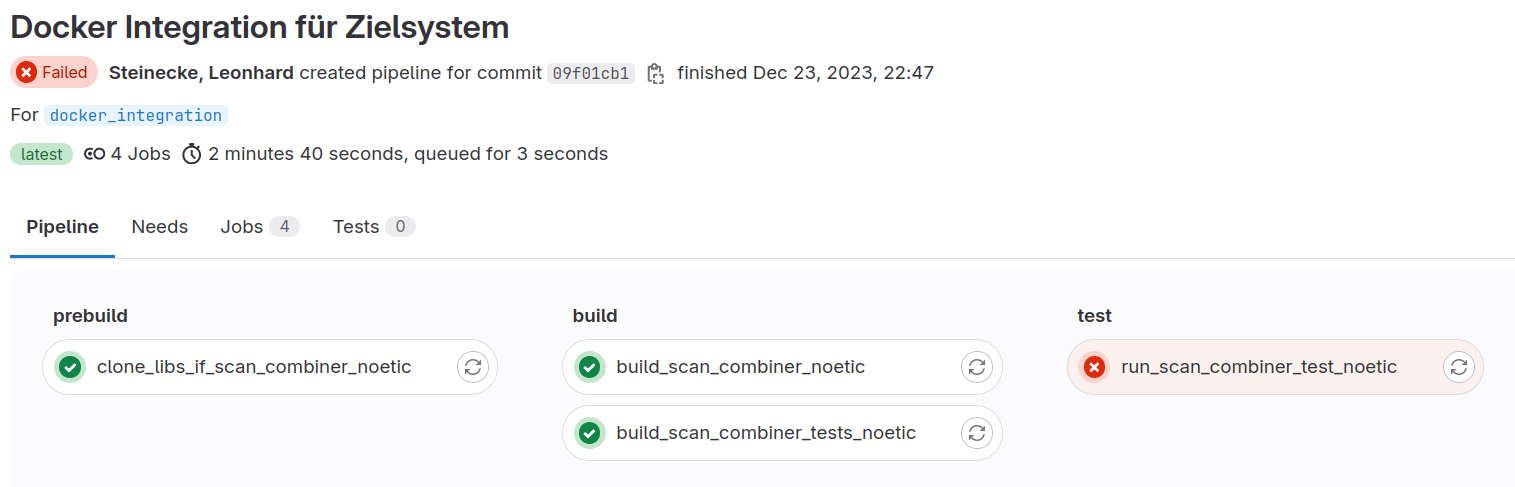 Docker Integration für Zielsystem
Failed Steinecke, Leonhard created pipeline for commit 09f01cb1 finished Dec 23, 2023, 22:47
For docker_integration
latest 4 Jobs 2 minutes 40 seconds, queued for 3 seconds
Pipeline Needs Jobs 4 Tests 0
prebuild build test
clone_libs_if_scan_combiner_noetic build_scan_combiner_noetic run_scan_combiner_test_noetic
build_scan_combiner_tests_noetic